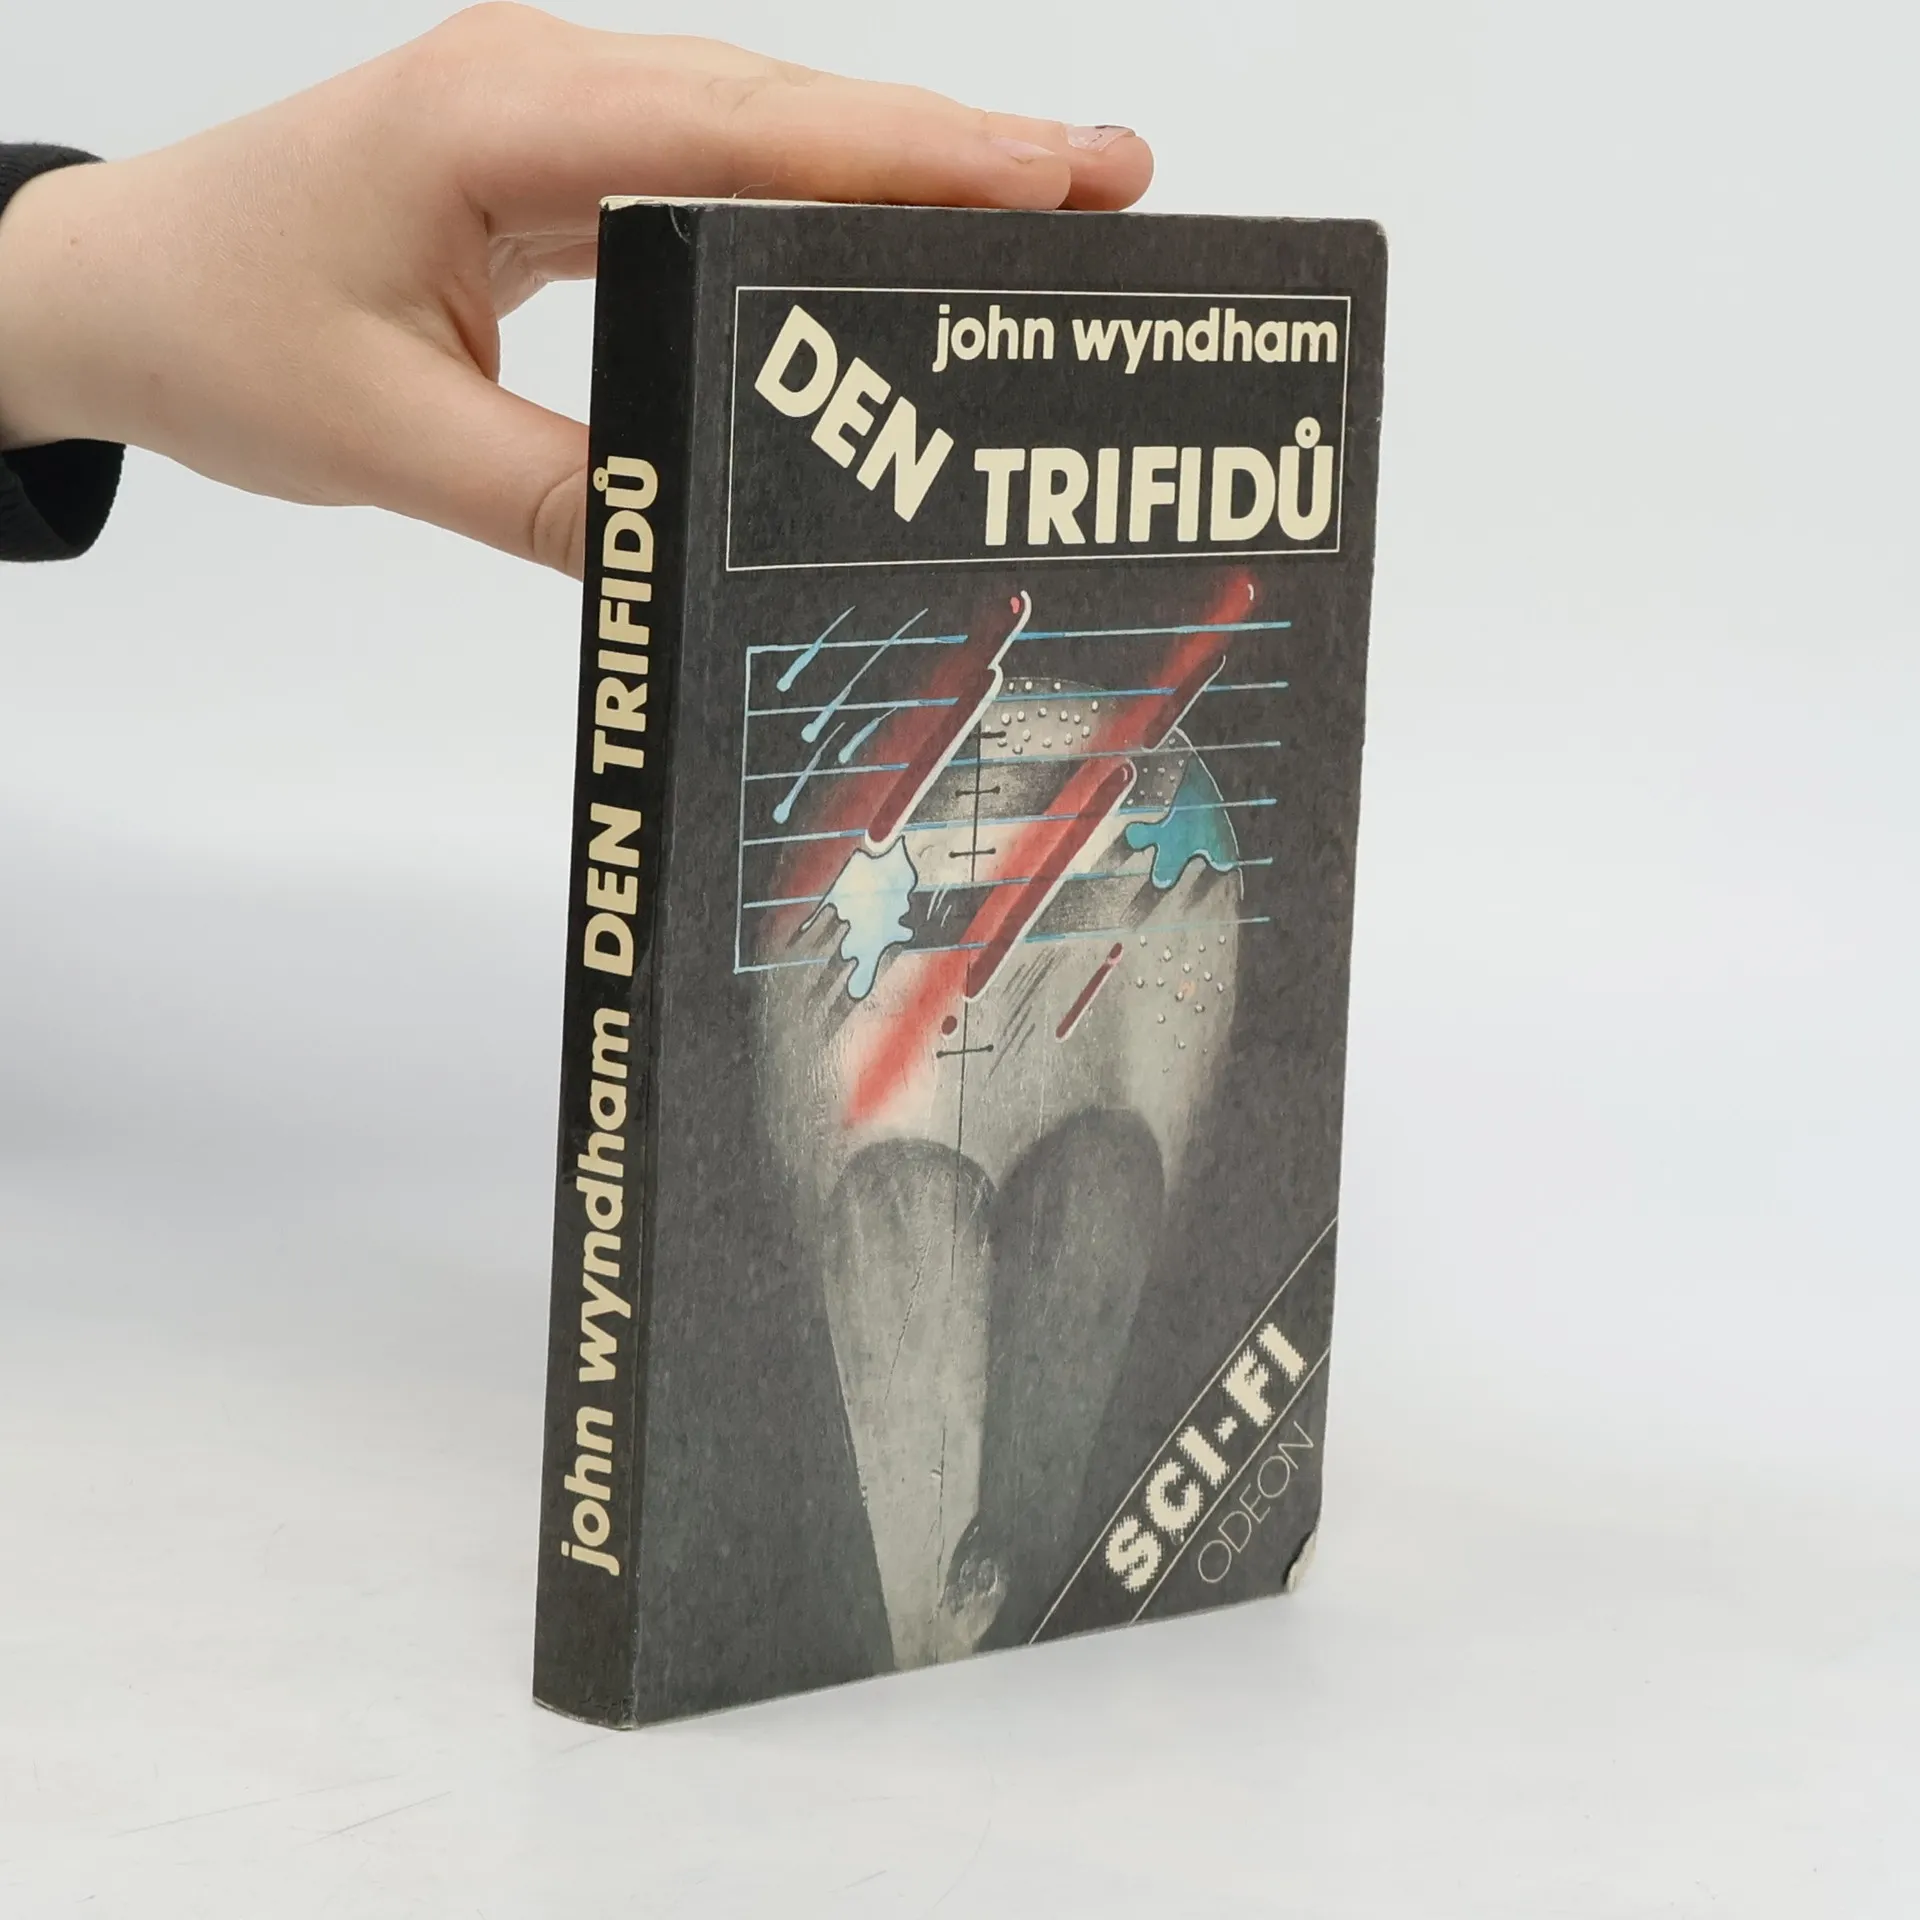 john wyndham
DEN TRIFIDŮ
SCI-FI
ODEON
john wyndham DEN TRIFIDŮ